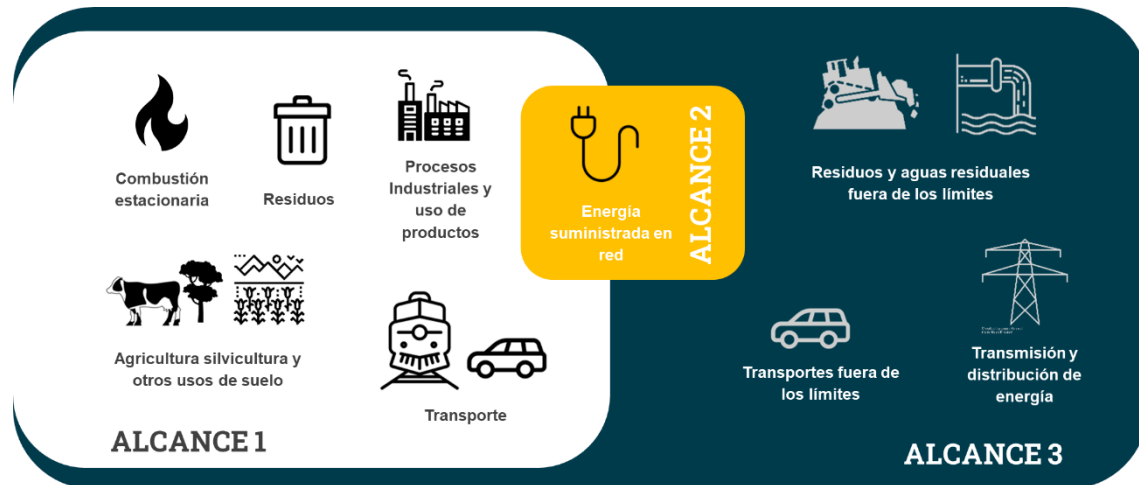 Combustión
estacionaria
Residuos
Procesos
Industriales y
uso de
productos
Agricultura silvicultura y
otros usos de suelo
Transporte
ALCANCE 1
Energía
suministrada en
red
ALCANCE 2
Residuos y aguas residuales
fuera de los límites
Transportes fuera de
los límites
Transmisión y
distribución de
energía
ALCANCE 3